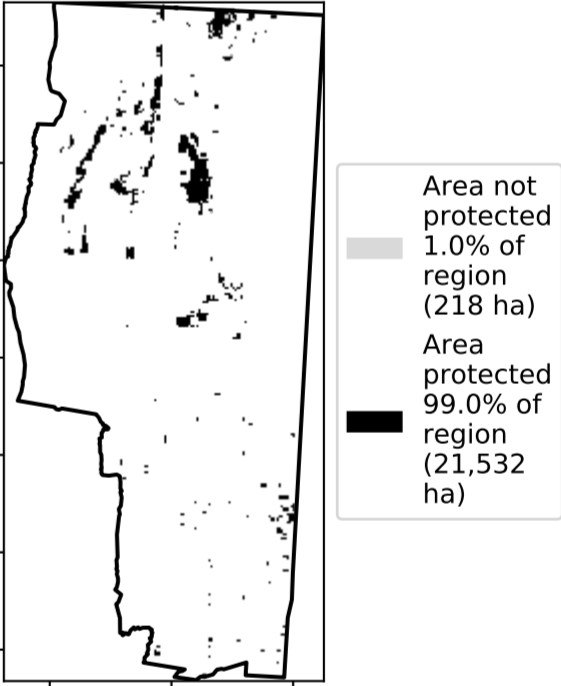 Area not
protected
1.0% of
region
(218 ha)
Area
protected
99.0% of
region
(21,532
ha)